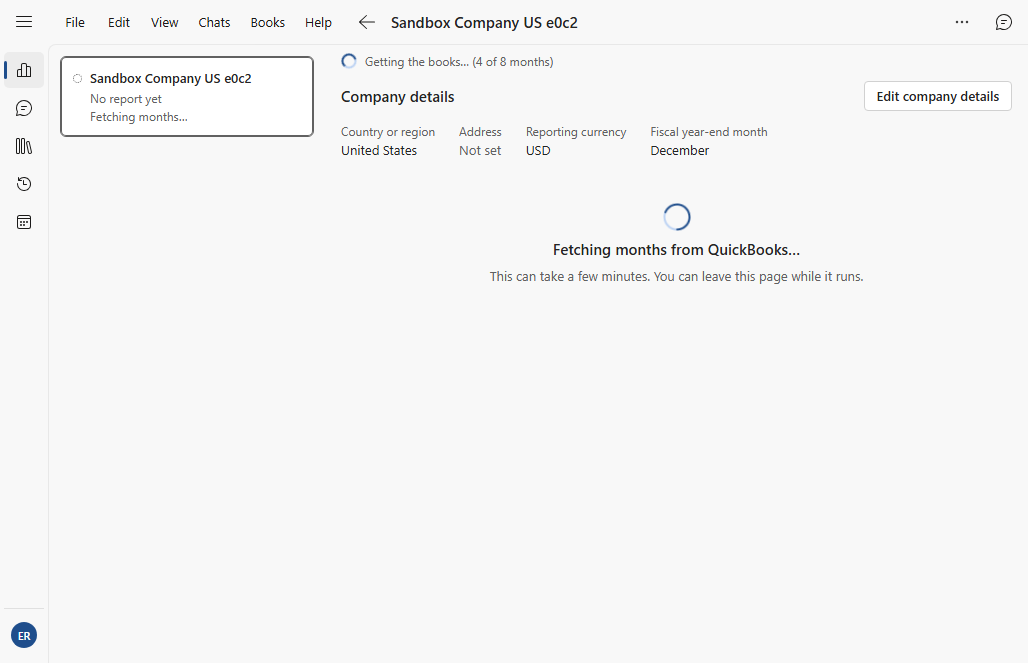 File Edit View Chats Books Help Sandbox Company US e0c2
Sandbox Company US e0c2
No report yet
Fetching months...
Getting the books... (4 of 8 months)
Company details
Edit company details
Country or region Address Reporting currency Fiscal year-end month
United States Not set USD December
Fetching months from QuickBooks...
This can take a few minutes. You can leave this page while it runs.
ER